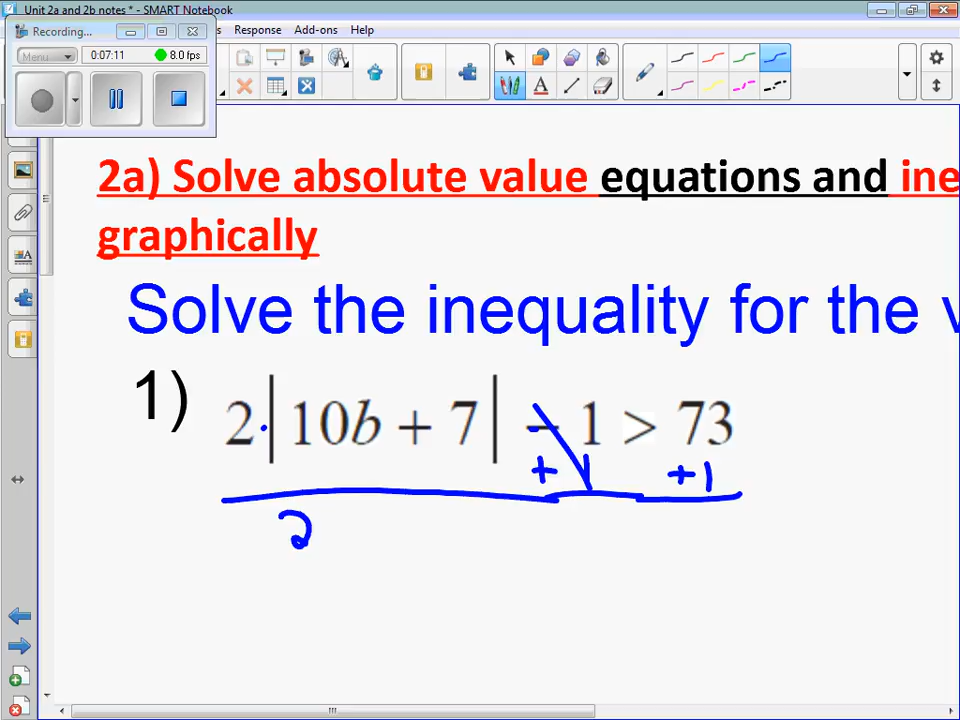 Unit 2a and 2b notes * - SMART Notebook
Recording...
Response Add-ons Help
Menu 0:07:11 8.0 fps
2a) Solve absolute value equations and ine
graphically
Solve the inequality for the v
1) 2·|10b + 7| - 1 > 73
+ 1 +1
2